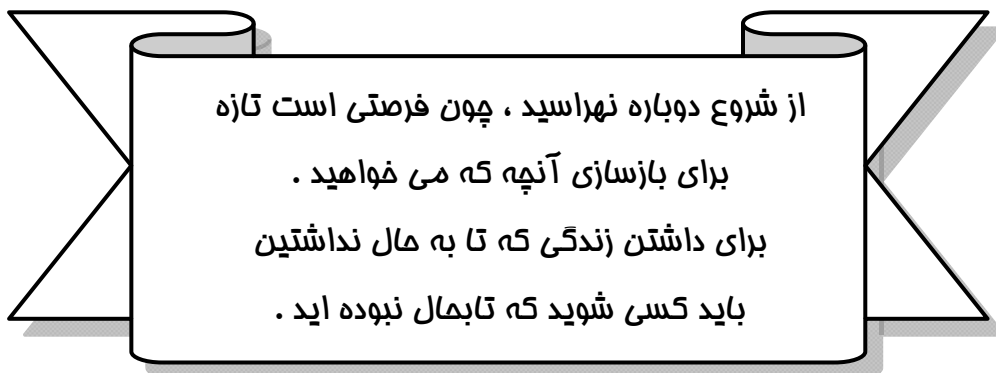 از شروع دوباره نهراسید ، چون فرصتی است تازه
برای بازسازی آنچه که می خواهید .
برای داشتن زندگی که تا به حال نداشتین
باید کسی شوید که تابحال نبوده اید .